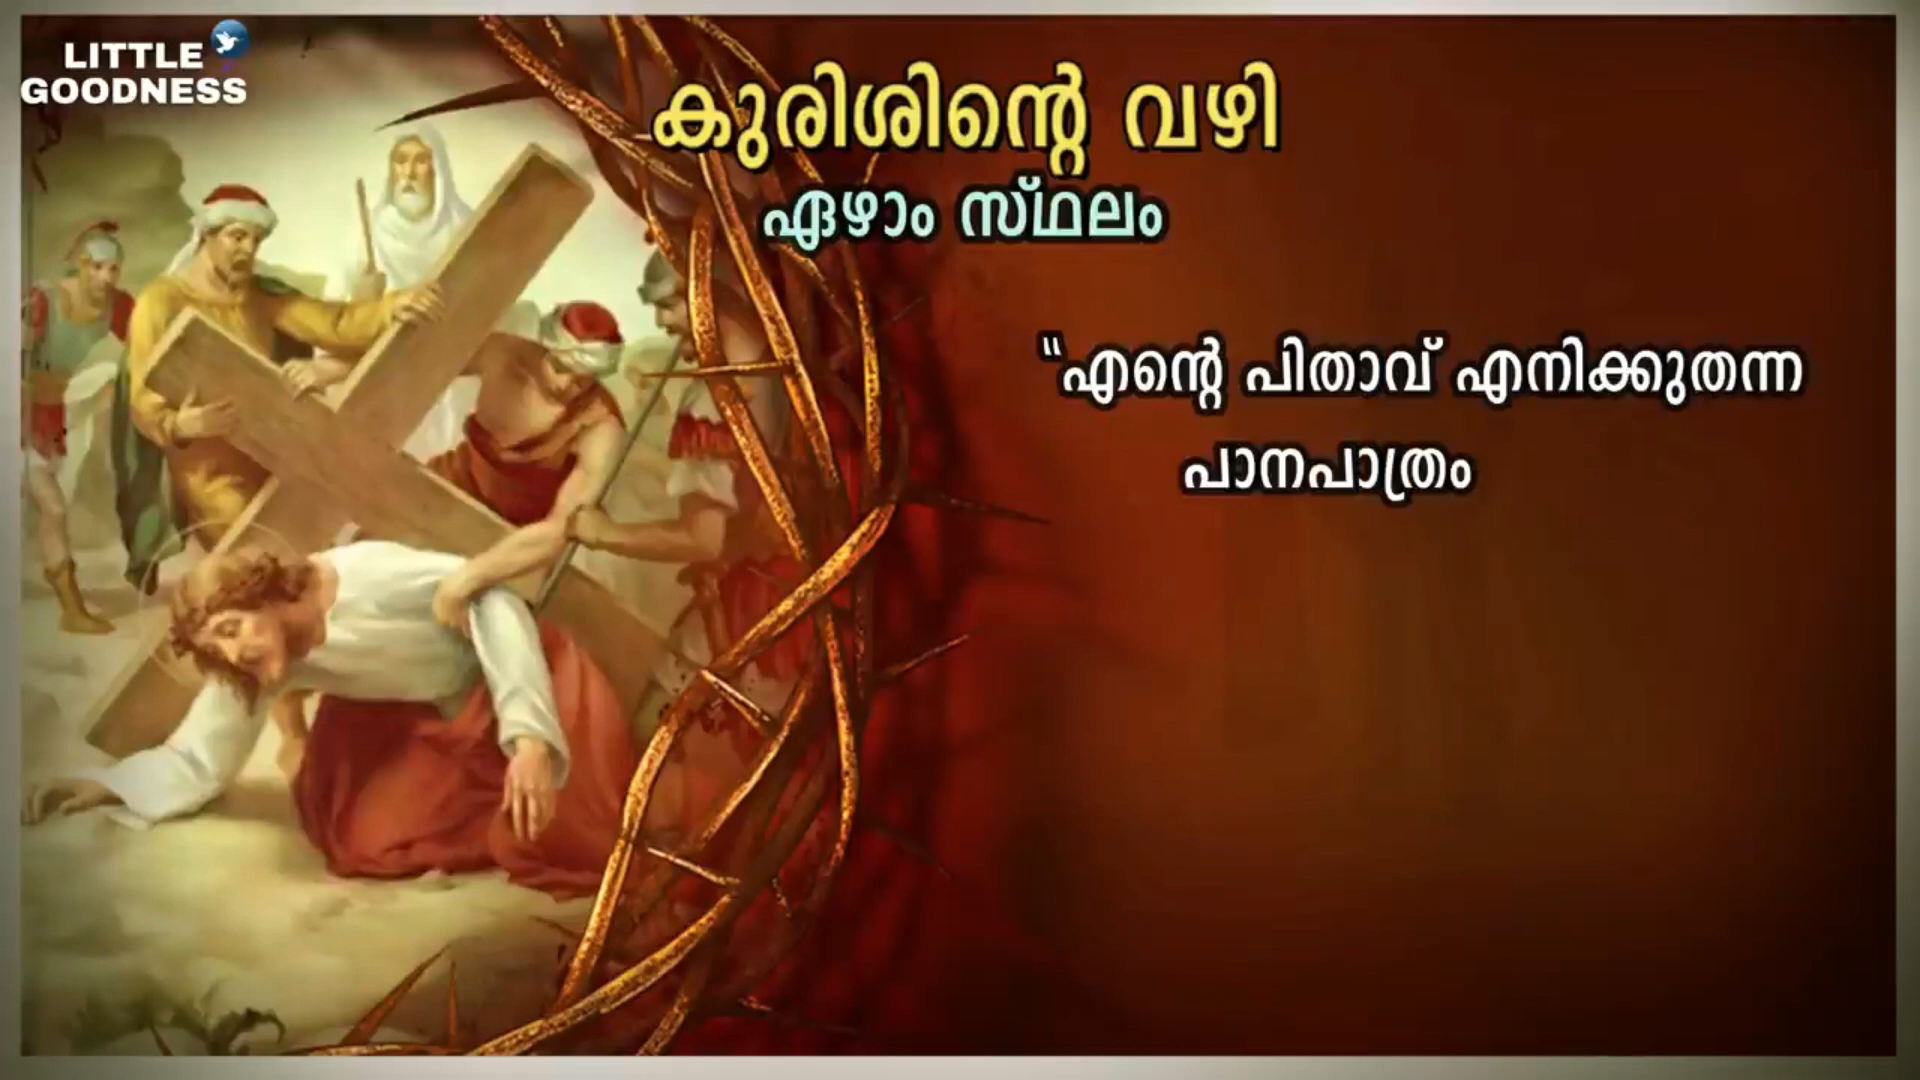 LITTLE
GOODNESS
കുരിശിന്റെ വഴി
ഏഴാം സ്ഥലം
“എന്റെ പിതാവ് എനിക്കുതന്ന
പാനപാത്രം